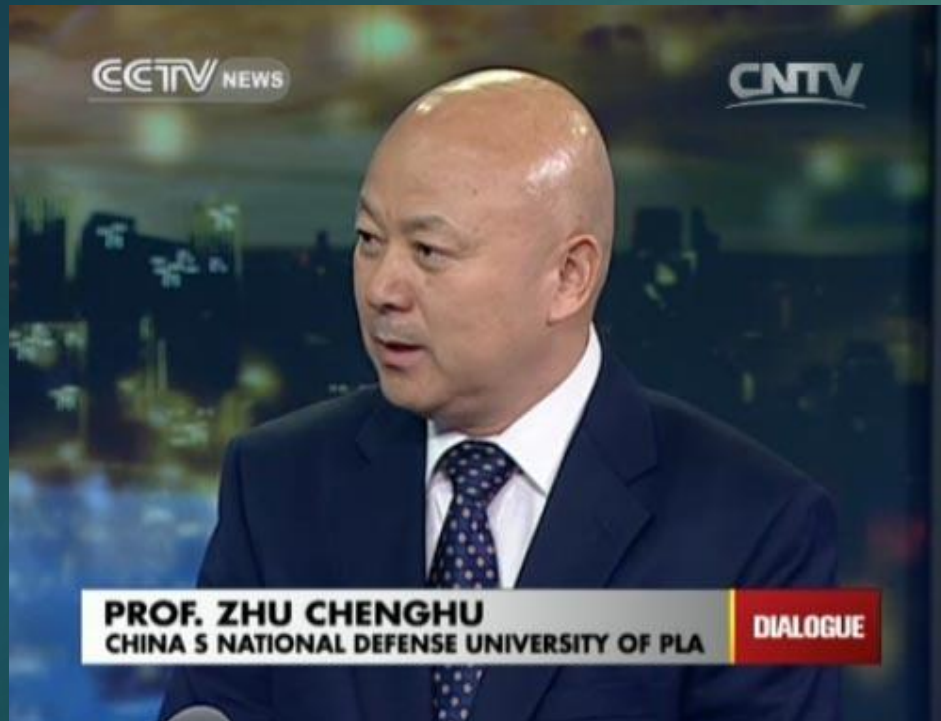 CCTV NEWS
CNTV
PROF. ZHU CHENGHU
CHINA S NATIONAL DEFENSE UNIVERSITY OF PLA
DIALOGUE